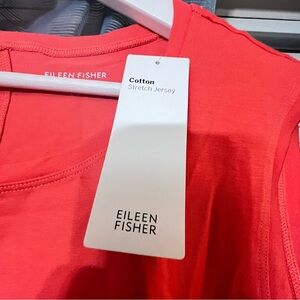 EILEEN FISHER
Cotton
Stretch Jersey
EILEEN
FISHER